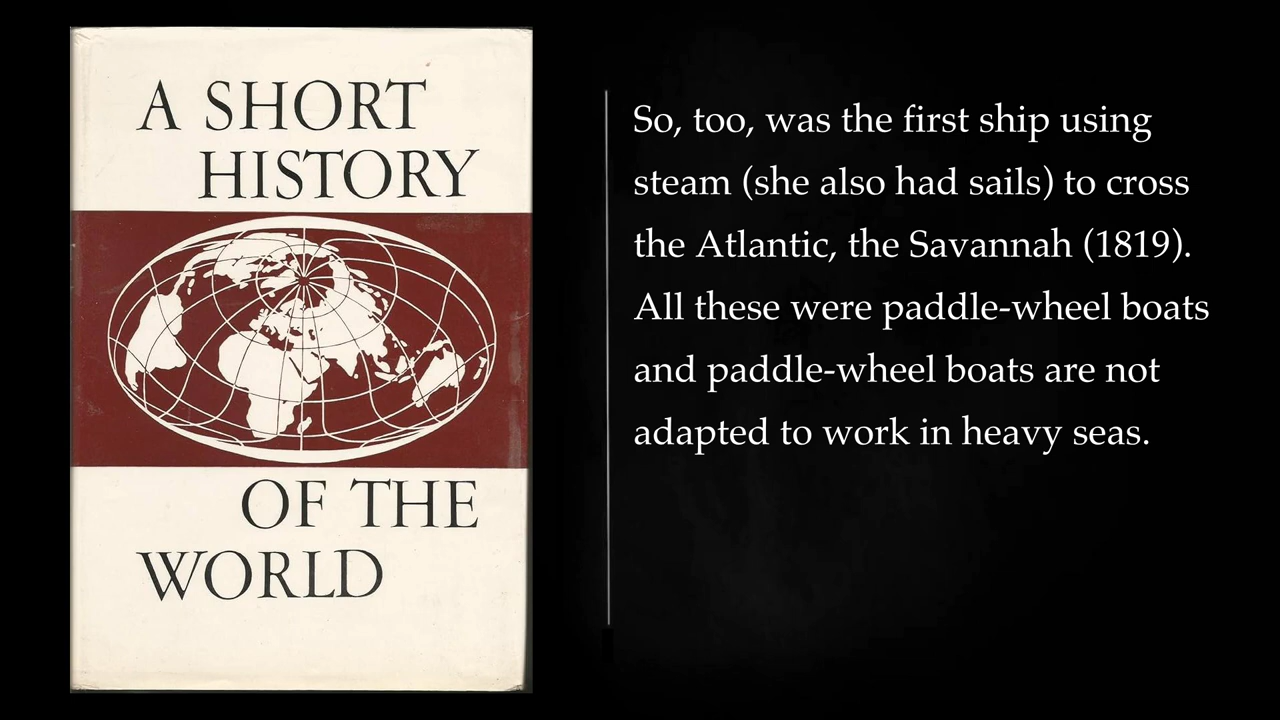 A SHORT
HISTORY
OF THE
WORLD
So, too, was the first ship using
steam (she also had sails) to cross
the Atlantic, the Savannah (1819).
All these were paddle-wheel boats
and paddle-wheel boats are not
adapted to work in heavy seas.